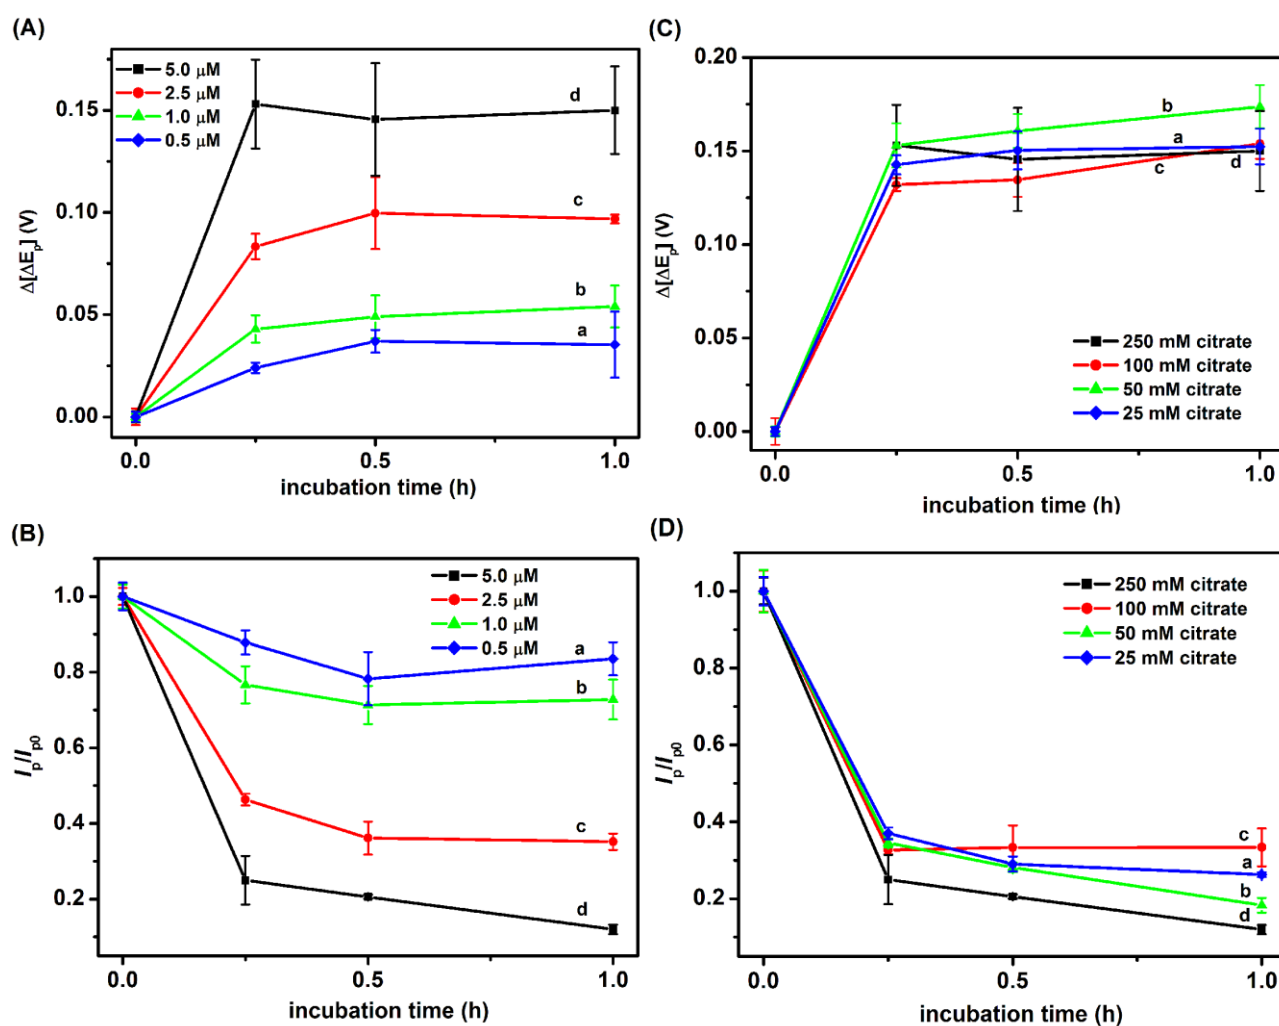 (A)
5.0 μM
2.5 μM
1.0 μM
0.5 μM
d
c
b
a
0.15
0.10
0.05
0.00
Δ[ΔEp] (V)
0.0 0.5 1.0
incubation time (h)
(C)
0.20
0.15
0.10
0.05
0.00
Δ[ΔEp] (V)
b
a
c d
250 mM citrate
100 mM citrate
50 mM citrate
25 mM citrate
0.0 0.5 1.0
incubation time (h)
(B)
5.0 μM
2.5 μM
1.0 μM
0.5 μM
1.0
0.8
0.6
0.4
0.2
Ip/Ip0
a
b
c
d
0.0 0.5 1.0
incubation time (h)
(D)
250 mM citrate
100 mM citrate
50 mM citrate
25 mM citrate
1.0
0.8
0.6
0.4
0.2
Ip/Ip0
c
a
b
d
0.0 0.5 1.0
incubation time (h)